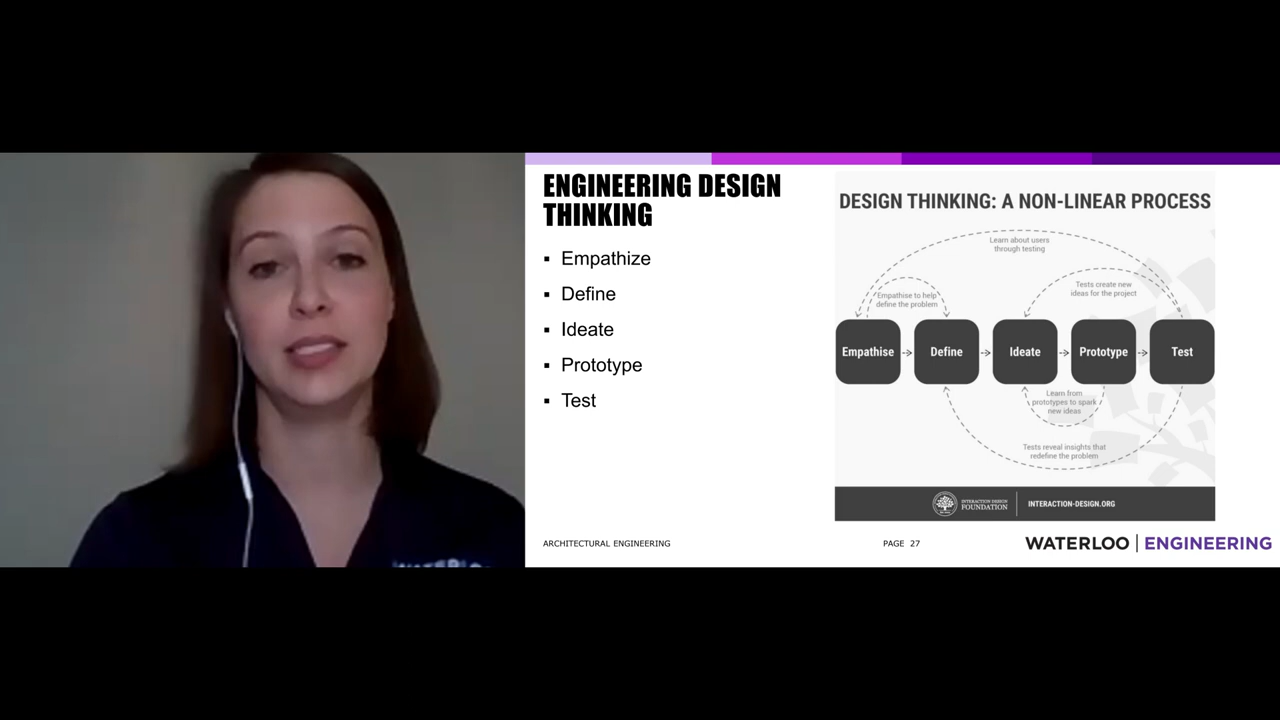 ENGINEERING DESIGN
THINKING
▪ Empathize
▪ Define
▪ Ideate
▪ Prototype
▪ Test
DESIGN THINKING: A NON-LINEAR PROCESS
Learn about users
through testing
Empathise to help
define the problem
Tests create new
ideas for the project
Empathise
Define
Ideate
Prototype
Test
Learn from
prototypes to spark
new ideas
Tests reveal insights that
redefine the problem
INTERACTION DESIGN
FOUNDATION
INTERACTION-DESIGN.ORG
ARCHITECTURAL ENGINEERING
PAGE 27
WATERLOO | ENGINEERING